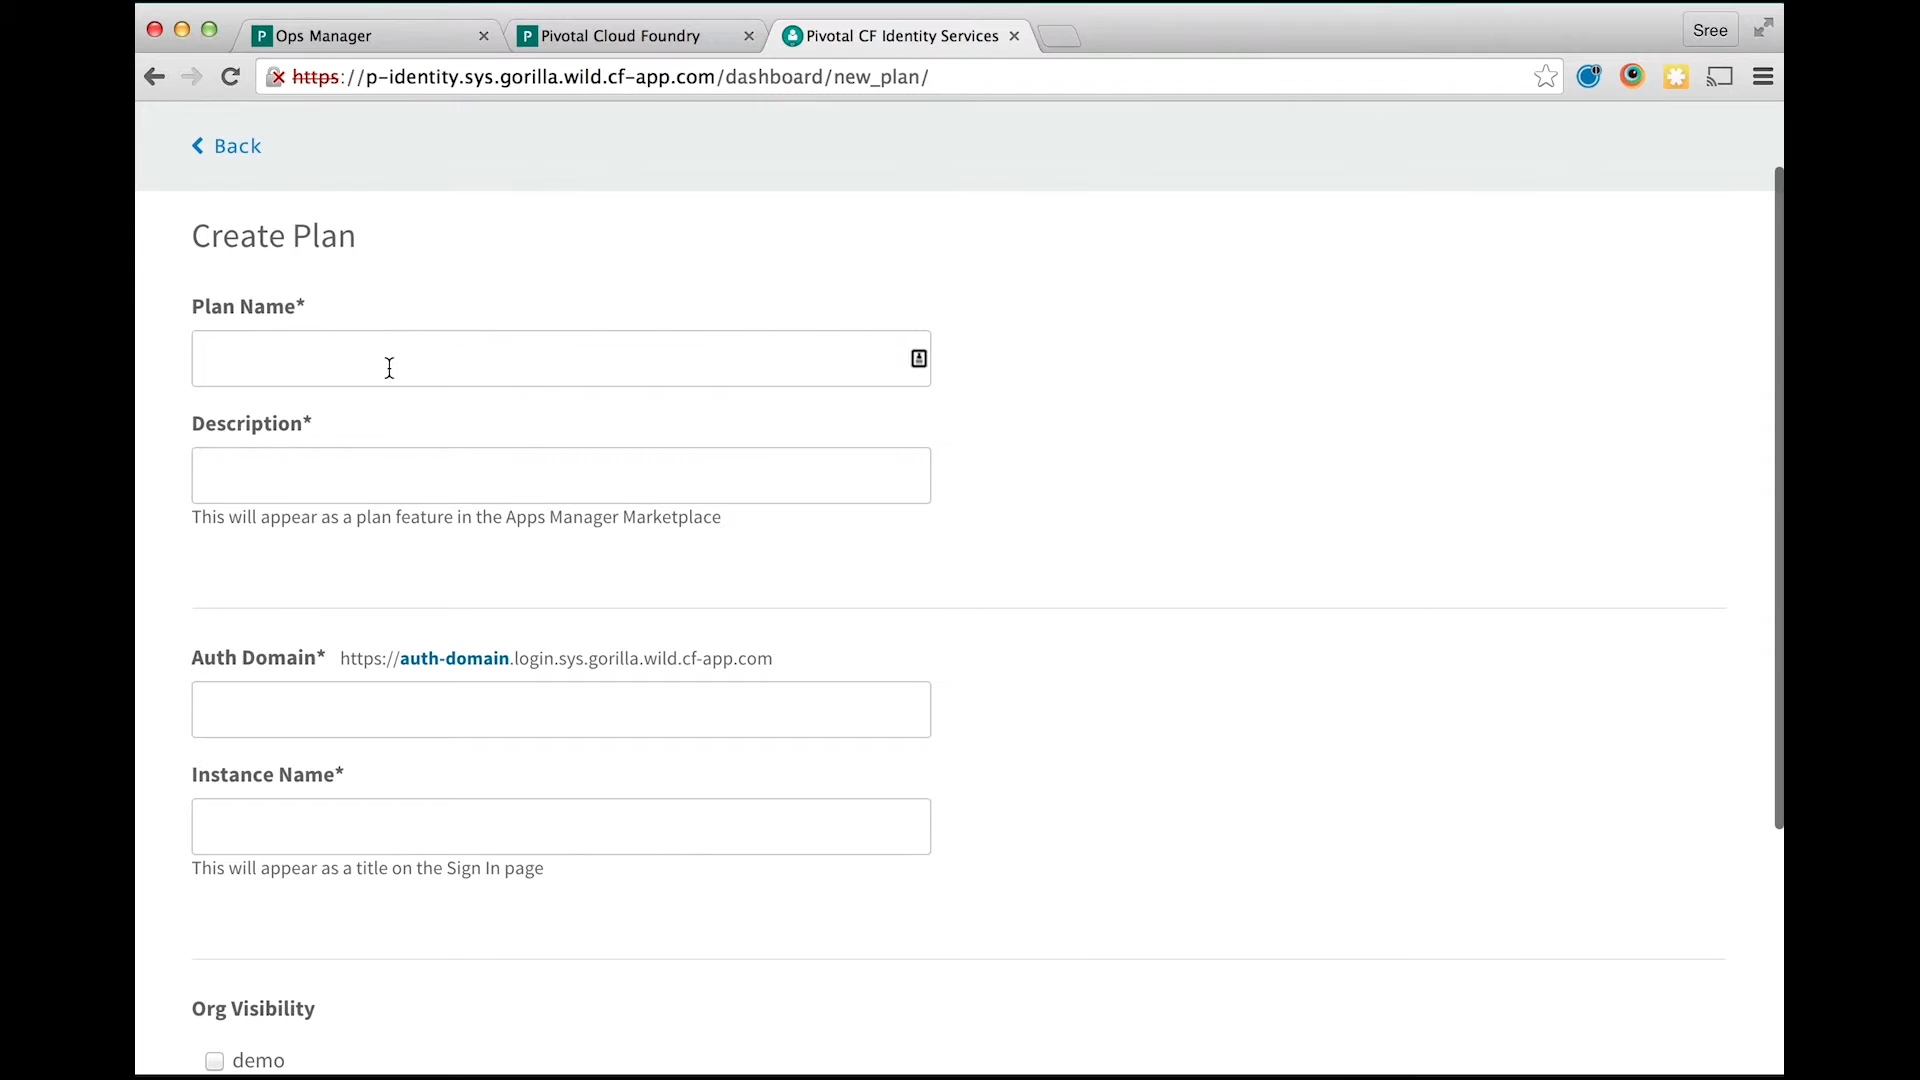 Ops Manager
Pivotal Cloud Foundry
Pivotal CF Identity Services
Sree
https://p-identity.sys.gorilla.wild.cf-app.com/dashboard/new_plan/
Back
Create Plan
Plan Name*
Description*
This will appear as a plan feature in the Apps Manager Marketplace
Auth Domain* https://auth-domain.login.sys.gorilla.wild.cf-app.com
Instance Name*
This will appear as a title on the Sign In page
Org Visibility
demo